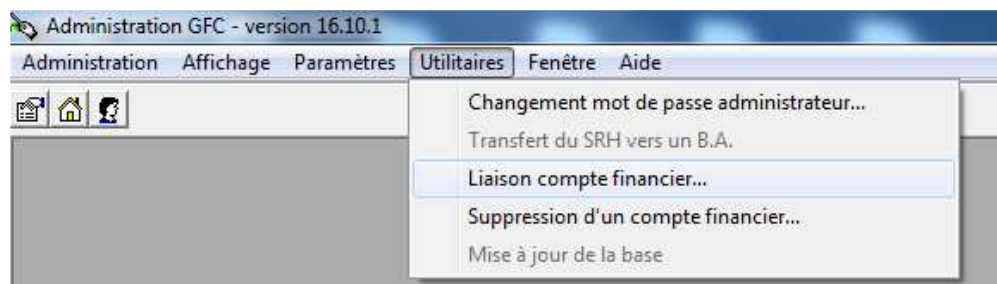 Administration GFC - version 16.10.1
Administration Affichage Paramètres Utilitaires Fenêtre Aide
Changement mot de passe administrateur...
Transfert du SRH vers un B.A.
Liaison compte financier...
Suppression d'un compte financier...
Mise à jour de la base